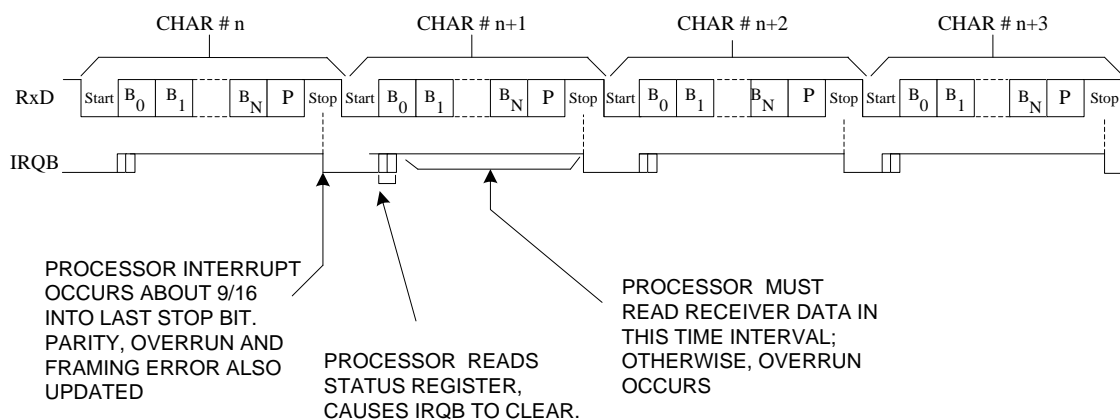 CHAR # n CHAR # n+1 CHAR # n+2 CHAR # n+3
RxD Start B0 B1 BN P Stop Start B0 B1 BN P Stop Start B0 B1 BN P Stop Start B0 B1 BN P Stop
IRQB
PROCESSOR INTERRUPT
OCCURS ABOUT 9/16
INTO LAST STOP BIT.
PARITY, OVERRUN AND
FRAMING ERROR ALSO
UPDATED
PROCESSOR READS
STATUS REGISTER,
CAUSES IRQB TO CLEAR.
PROCESSOR MUST
READ RECEIVER DATA IN
THIS TIME INTERVAL;
OTHERWISE, OVERRUN
OCCURS